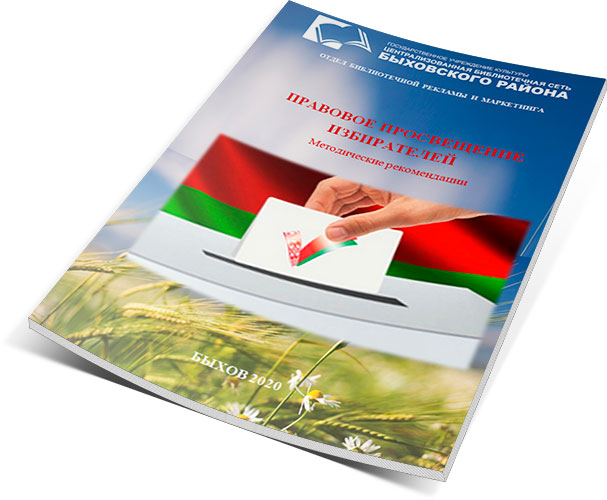 ГОСУДАРСТВЕННОЕ УЧРЕЖДЕНИЕ КУЛЬТУРЫ
ЦЕНТРАЛИЗОВАННАЯ БИБЛИОТЕЧНАЯ СЕТЬ
БЫХОВСКОГО РАЙОНА
ОТДЕЛ БИБЛИОТЕЧНОЙ РЕКЛАМЫ И МАРКЕТИНГА
ПРАВОВОЕ ПРОСВЕЩЕНИЕ
ИЗБИРАТЕЛЕЙ
Методические рекомендации
БЫХОВ 2020